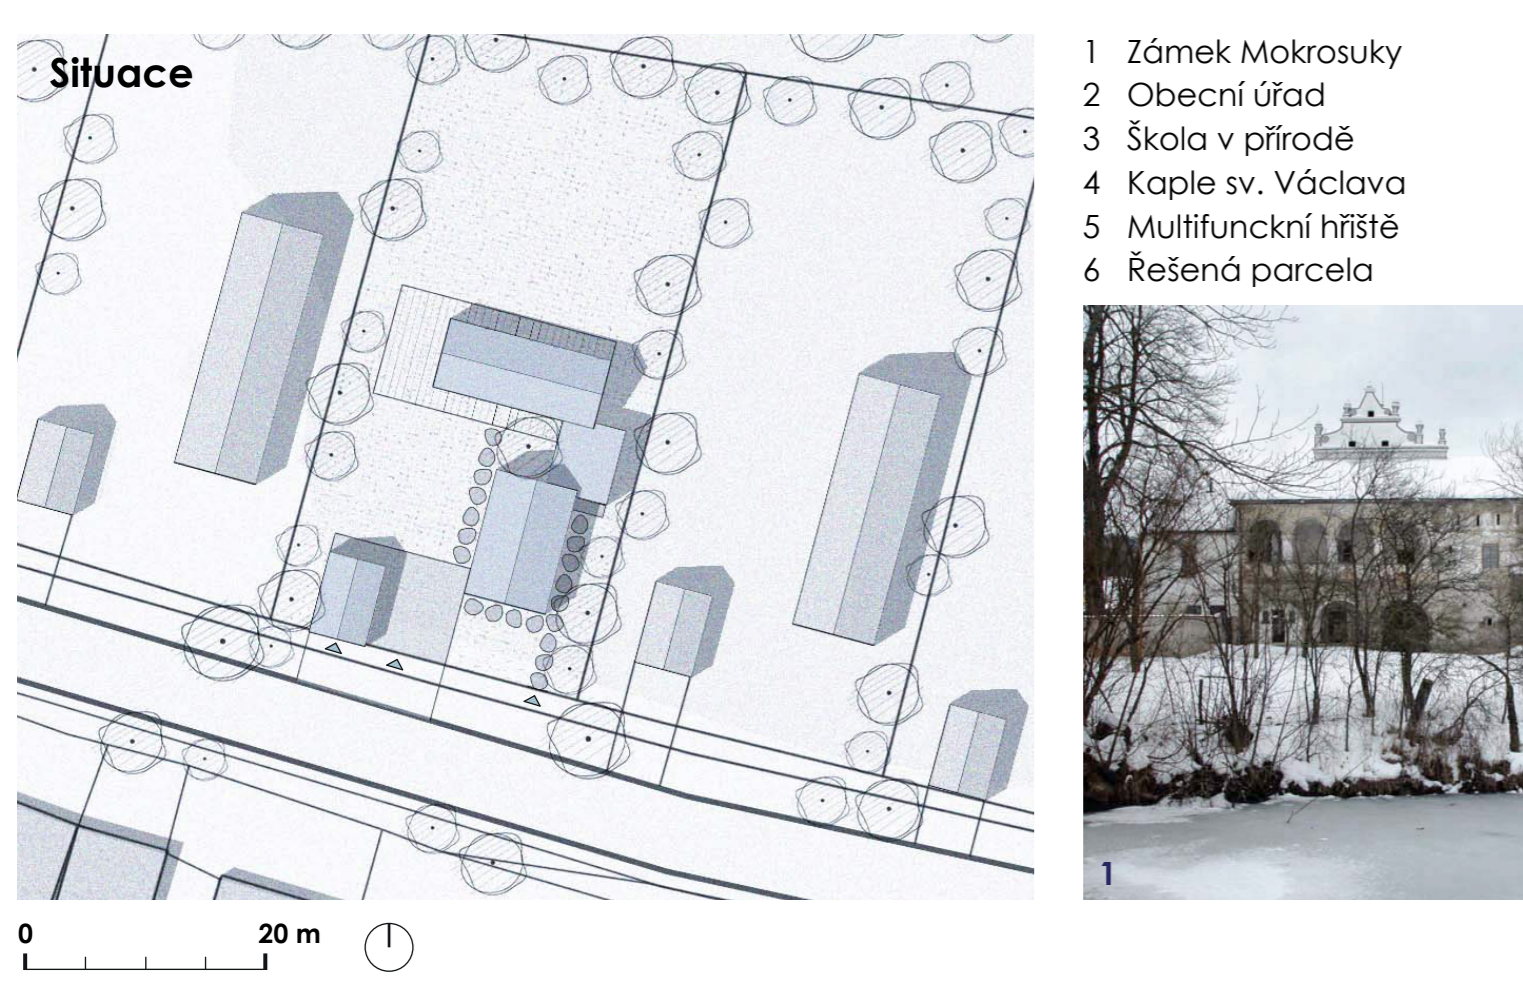 Situace
1 Zámek Mokrosuky
2 Obecní úřad
3 Škola v přírodě
4 Kaple sv. Václava
5 Multifunckní hřiště
6 Řešená parcela
1
0 20 m